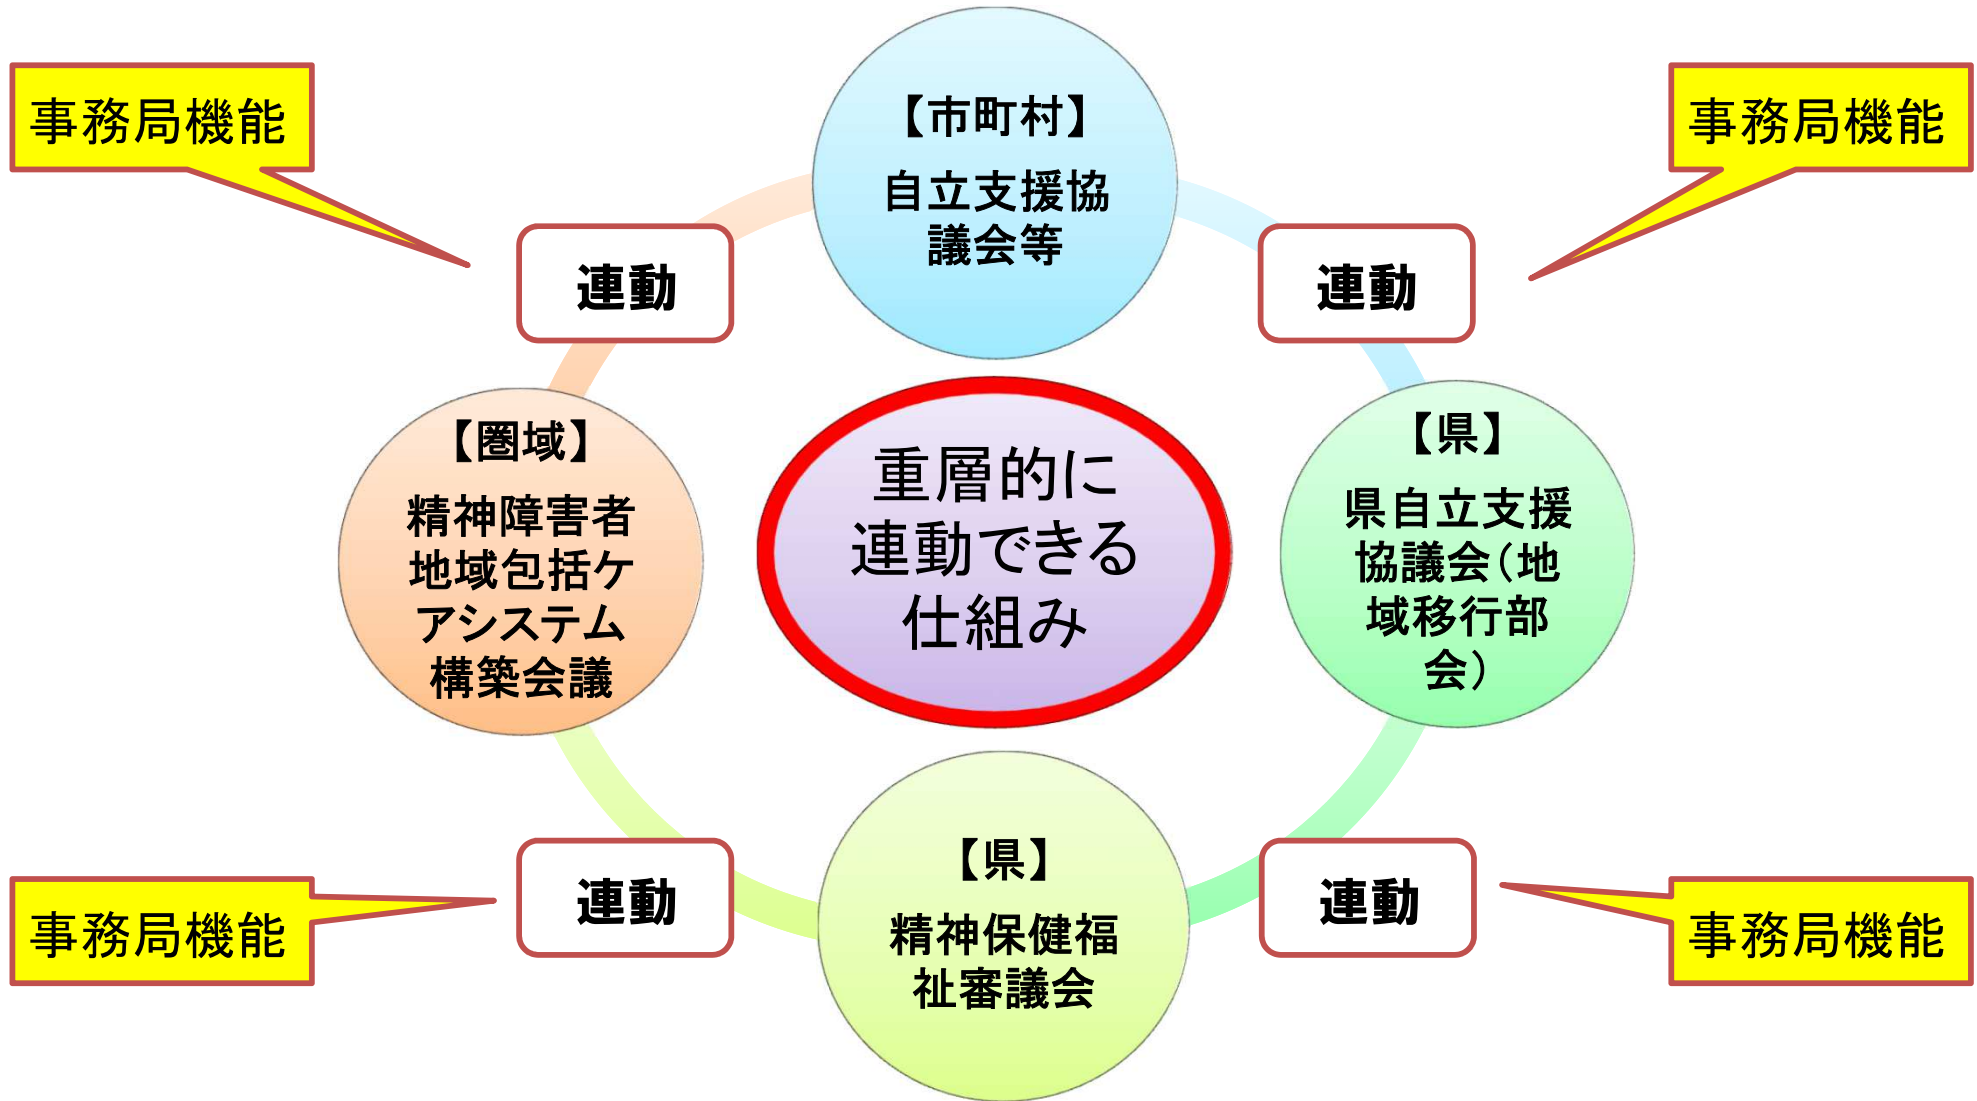 事務局機能
【市町村】
自立支援協
議会等
事務局機能
連動
連動
【圏域】
精神障害者
地域包括ケ
アシステム
構築会議
重層的に
連動できる
仕組み
【県】
県自立支援
協議会（地
域移行部
会）
連動
【県】
精神保健福
祉審議会
連動
事務局機能
事務局機能